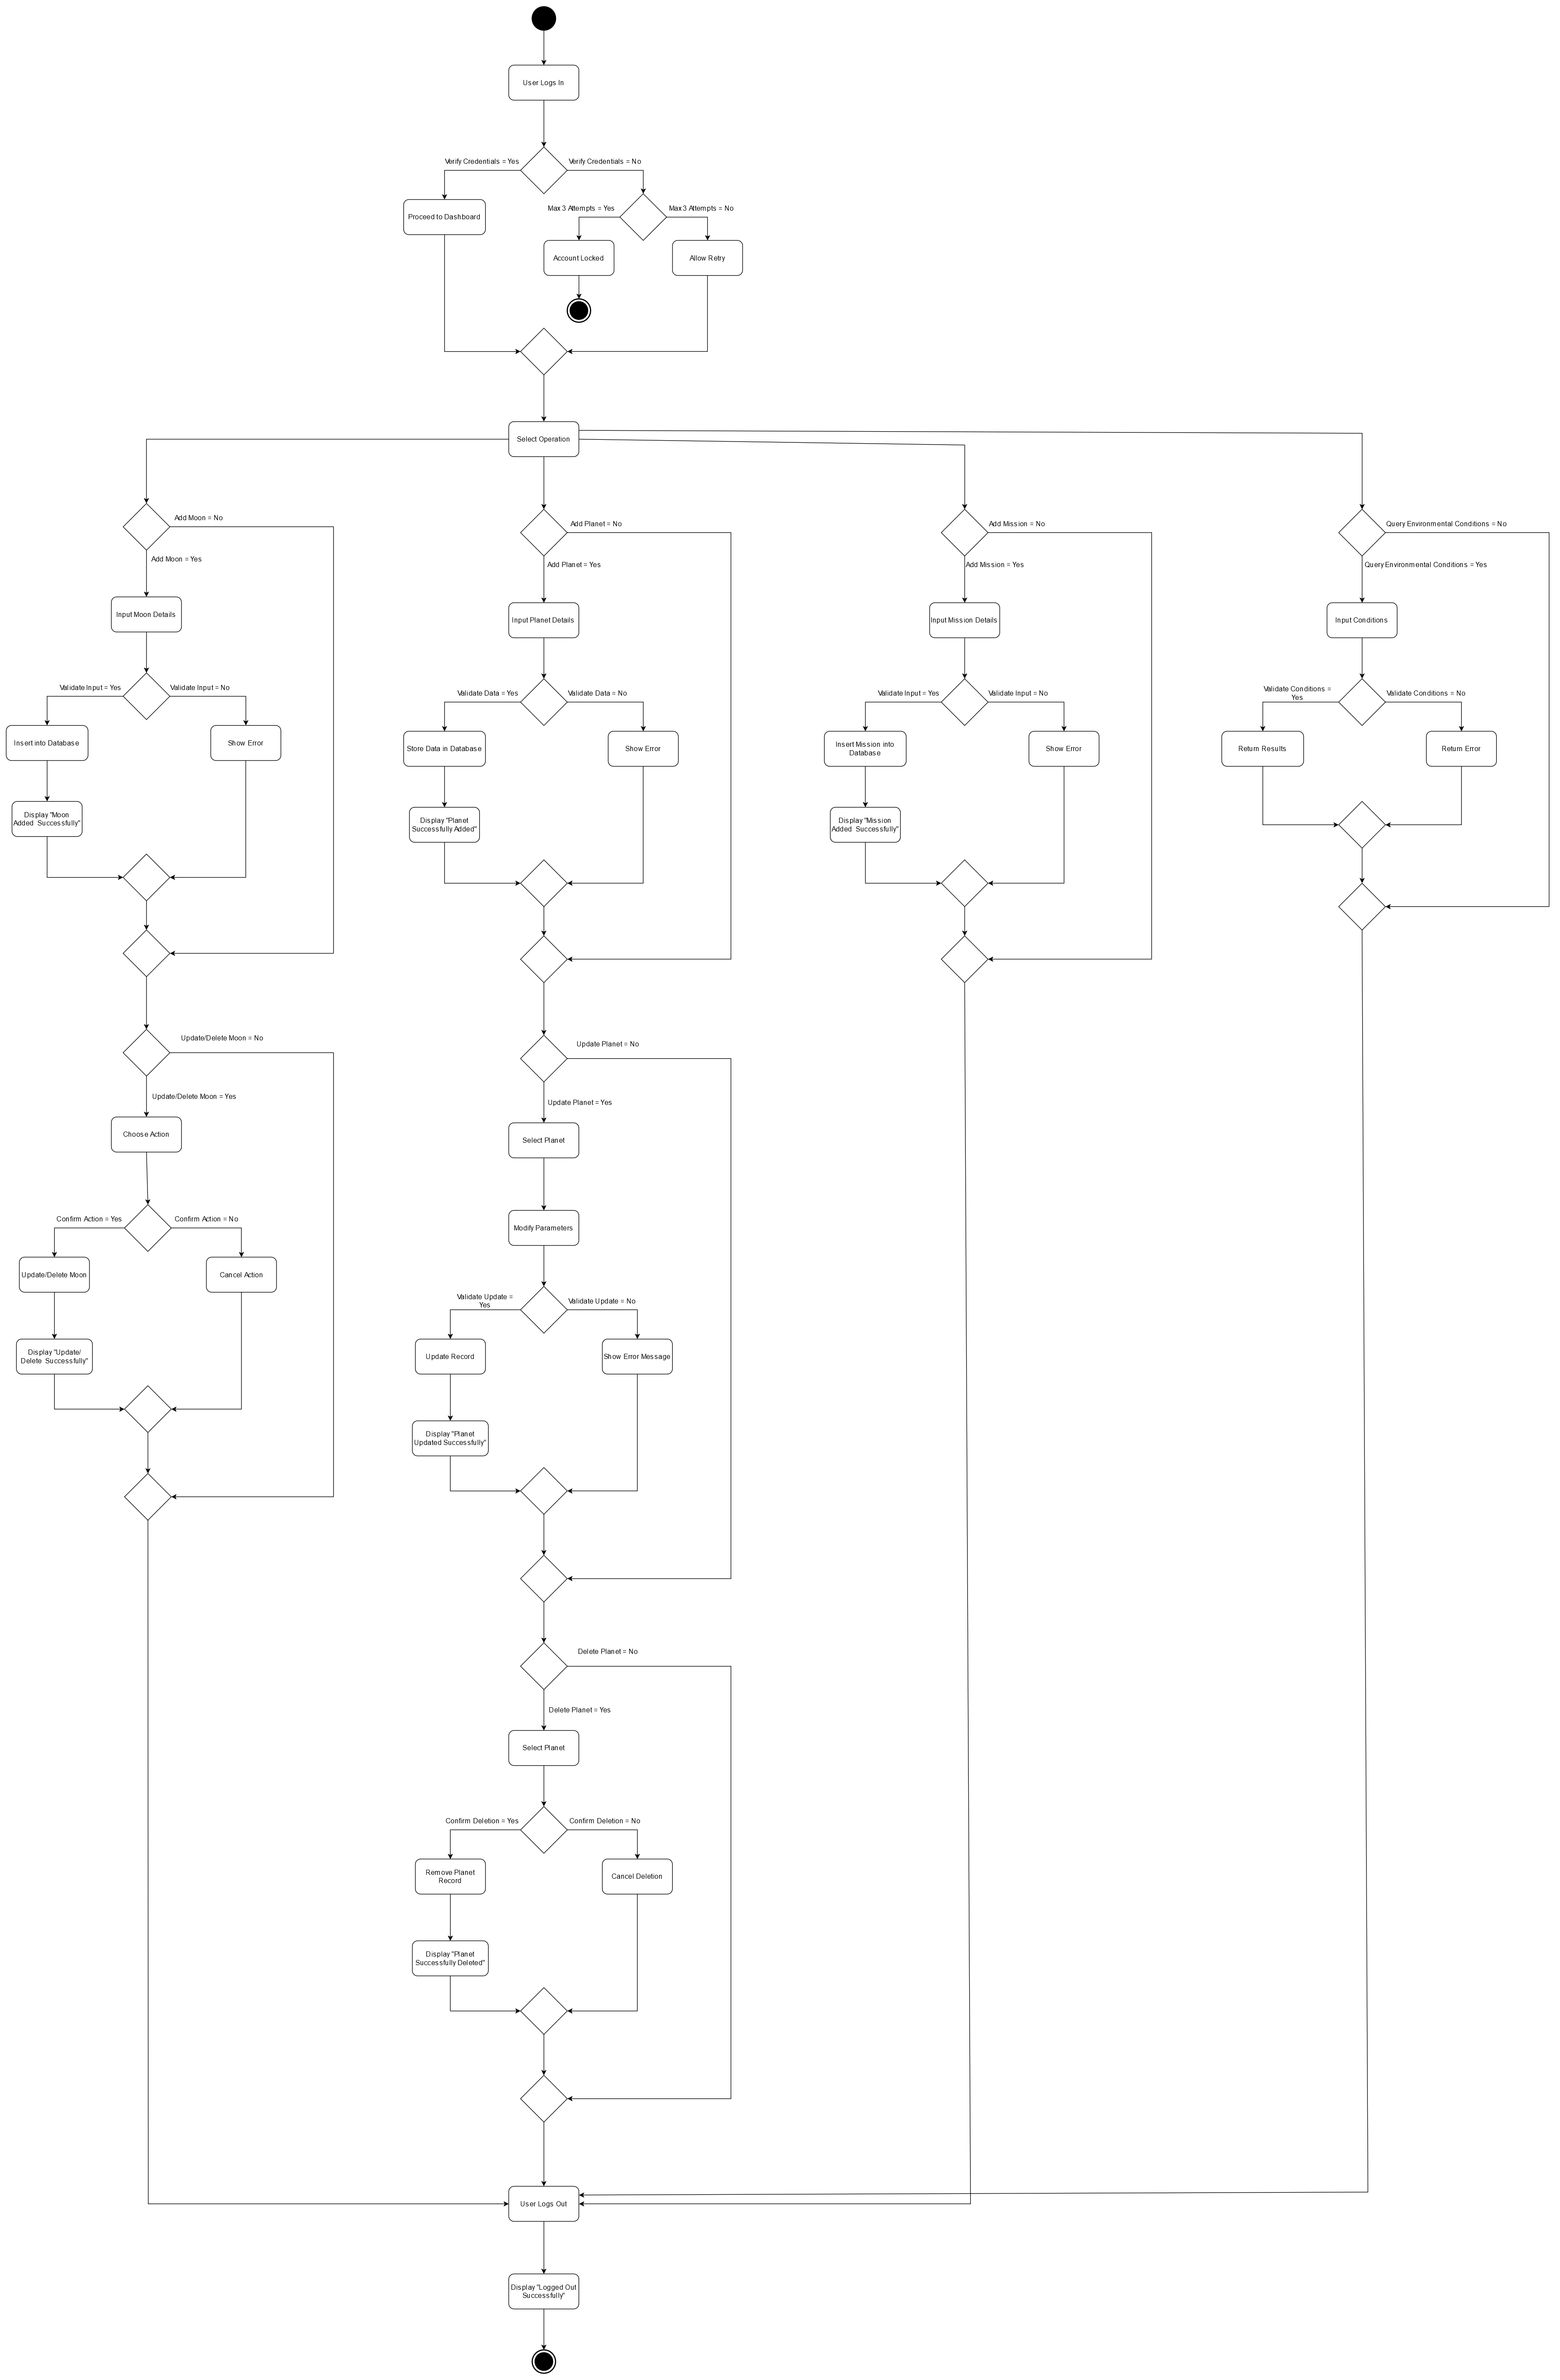 User Logs In
Verify Credentials = Yes
Verify Credentials = No
Proceed to Dashboard
Max 3 Attempts = Yes
Max 3 Attempts = No
Account Locked
Allow Retry
Select Operation
Add Moon = No
Add Moon = Yes
Input Moon Details
Validate Input = Yes
Validate Input = No
Insert into Database
Show Error
Display "Moon
Added Successfully"
Update/Delete Moon = No
Update/Delete Moon = Yes
Choose Action
Confirm Action = Yes
Confirm Action = No
Update/Delete Moon
Cancel Action
Display "Update/
Delete Successfully"
Add Planet = No
Add Planet = Yes
Input Planet Details
Validate Data = Yes
Validate Data = No
Store Data in Database
Show Error
Display "Planet
Successfully Added"
Update Planet = No
Update Planet = Yes
Select Planet
Modify Parameters
Validate Update =
Yes
Validate Update = No
Update Record
Show Error Message
Display "Planet
Updated Successfully"
Delete Planet = No
Delete Planet = Yes
Select Planet
Confirm Deletion = Yes
Confirm Deletion = No
Remove Planet
Record
Cancel Deletion
Display "Planet
Successfully Deleted"
Add Mission = No
Add Mission = Yes
Input Mission Details
Validate Input = Yes
Validate Input = No
Insert Mission into
Database
Show Error
Display "Mission
Added Successfully"
Query Environmental Conditions = No
Query Environmental Conditions = Yes
Input Conditions
Validate Conditions =
Yes
Validate Conditions = No
Return Results
Return Error
User Logs Out
Display "Logged Out
Successfully"